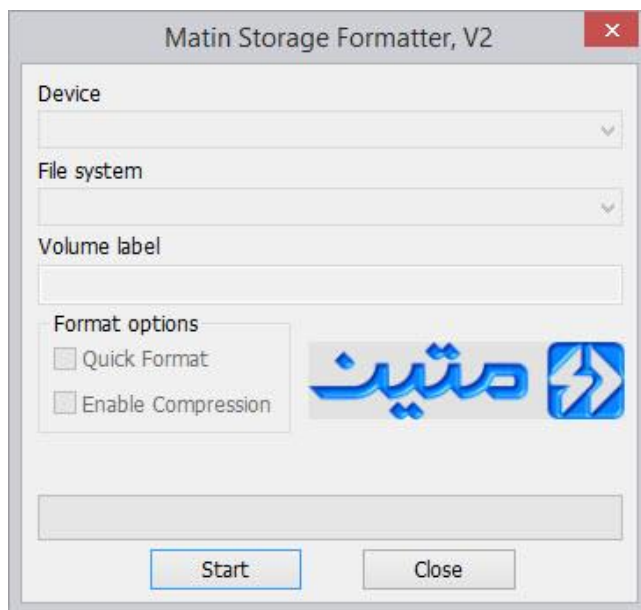 Matin Storage Formatter, V2
Device
File system
Volume label
Format options
Quick Format
Enable Compression
متین
Start
Close